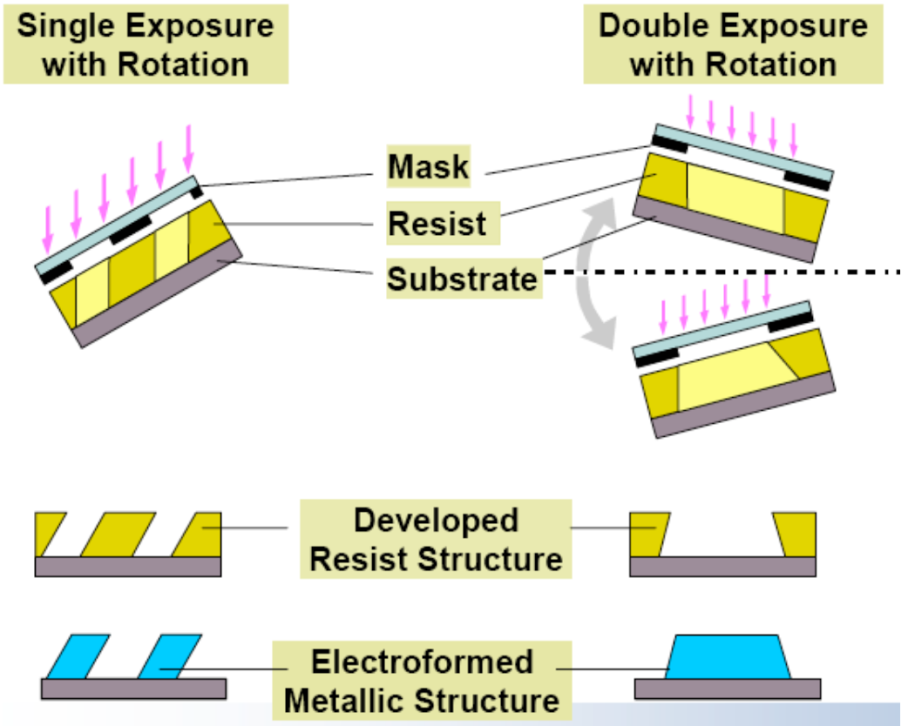 Single Exposure
with Rotation
Double Exposure
with Rotation
Mask
Resist
Substrate
Developed
Resist Structure
Electroformed
Metallic Structure